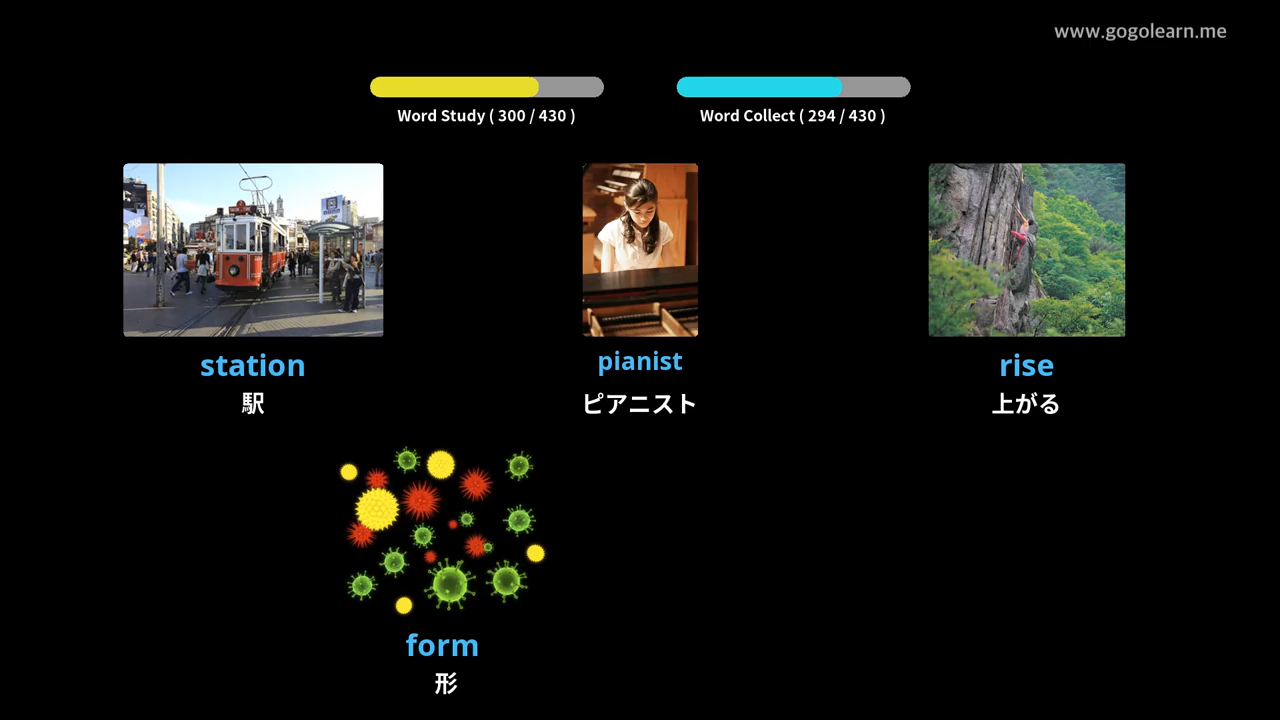 www.gogolearn.me
Word Study ( 300 / 430 )
Word Collect ( 294 / 430 )
station
駅
pianist
ピアニスト
rise
上がる
form
形